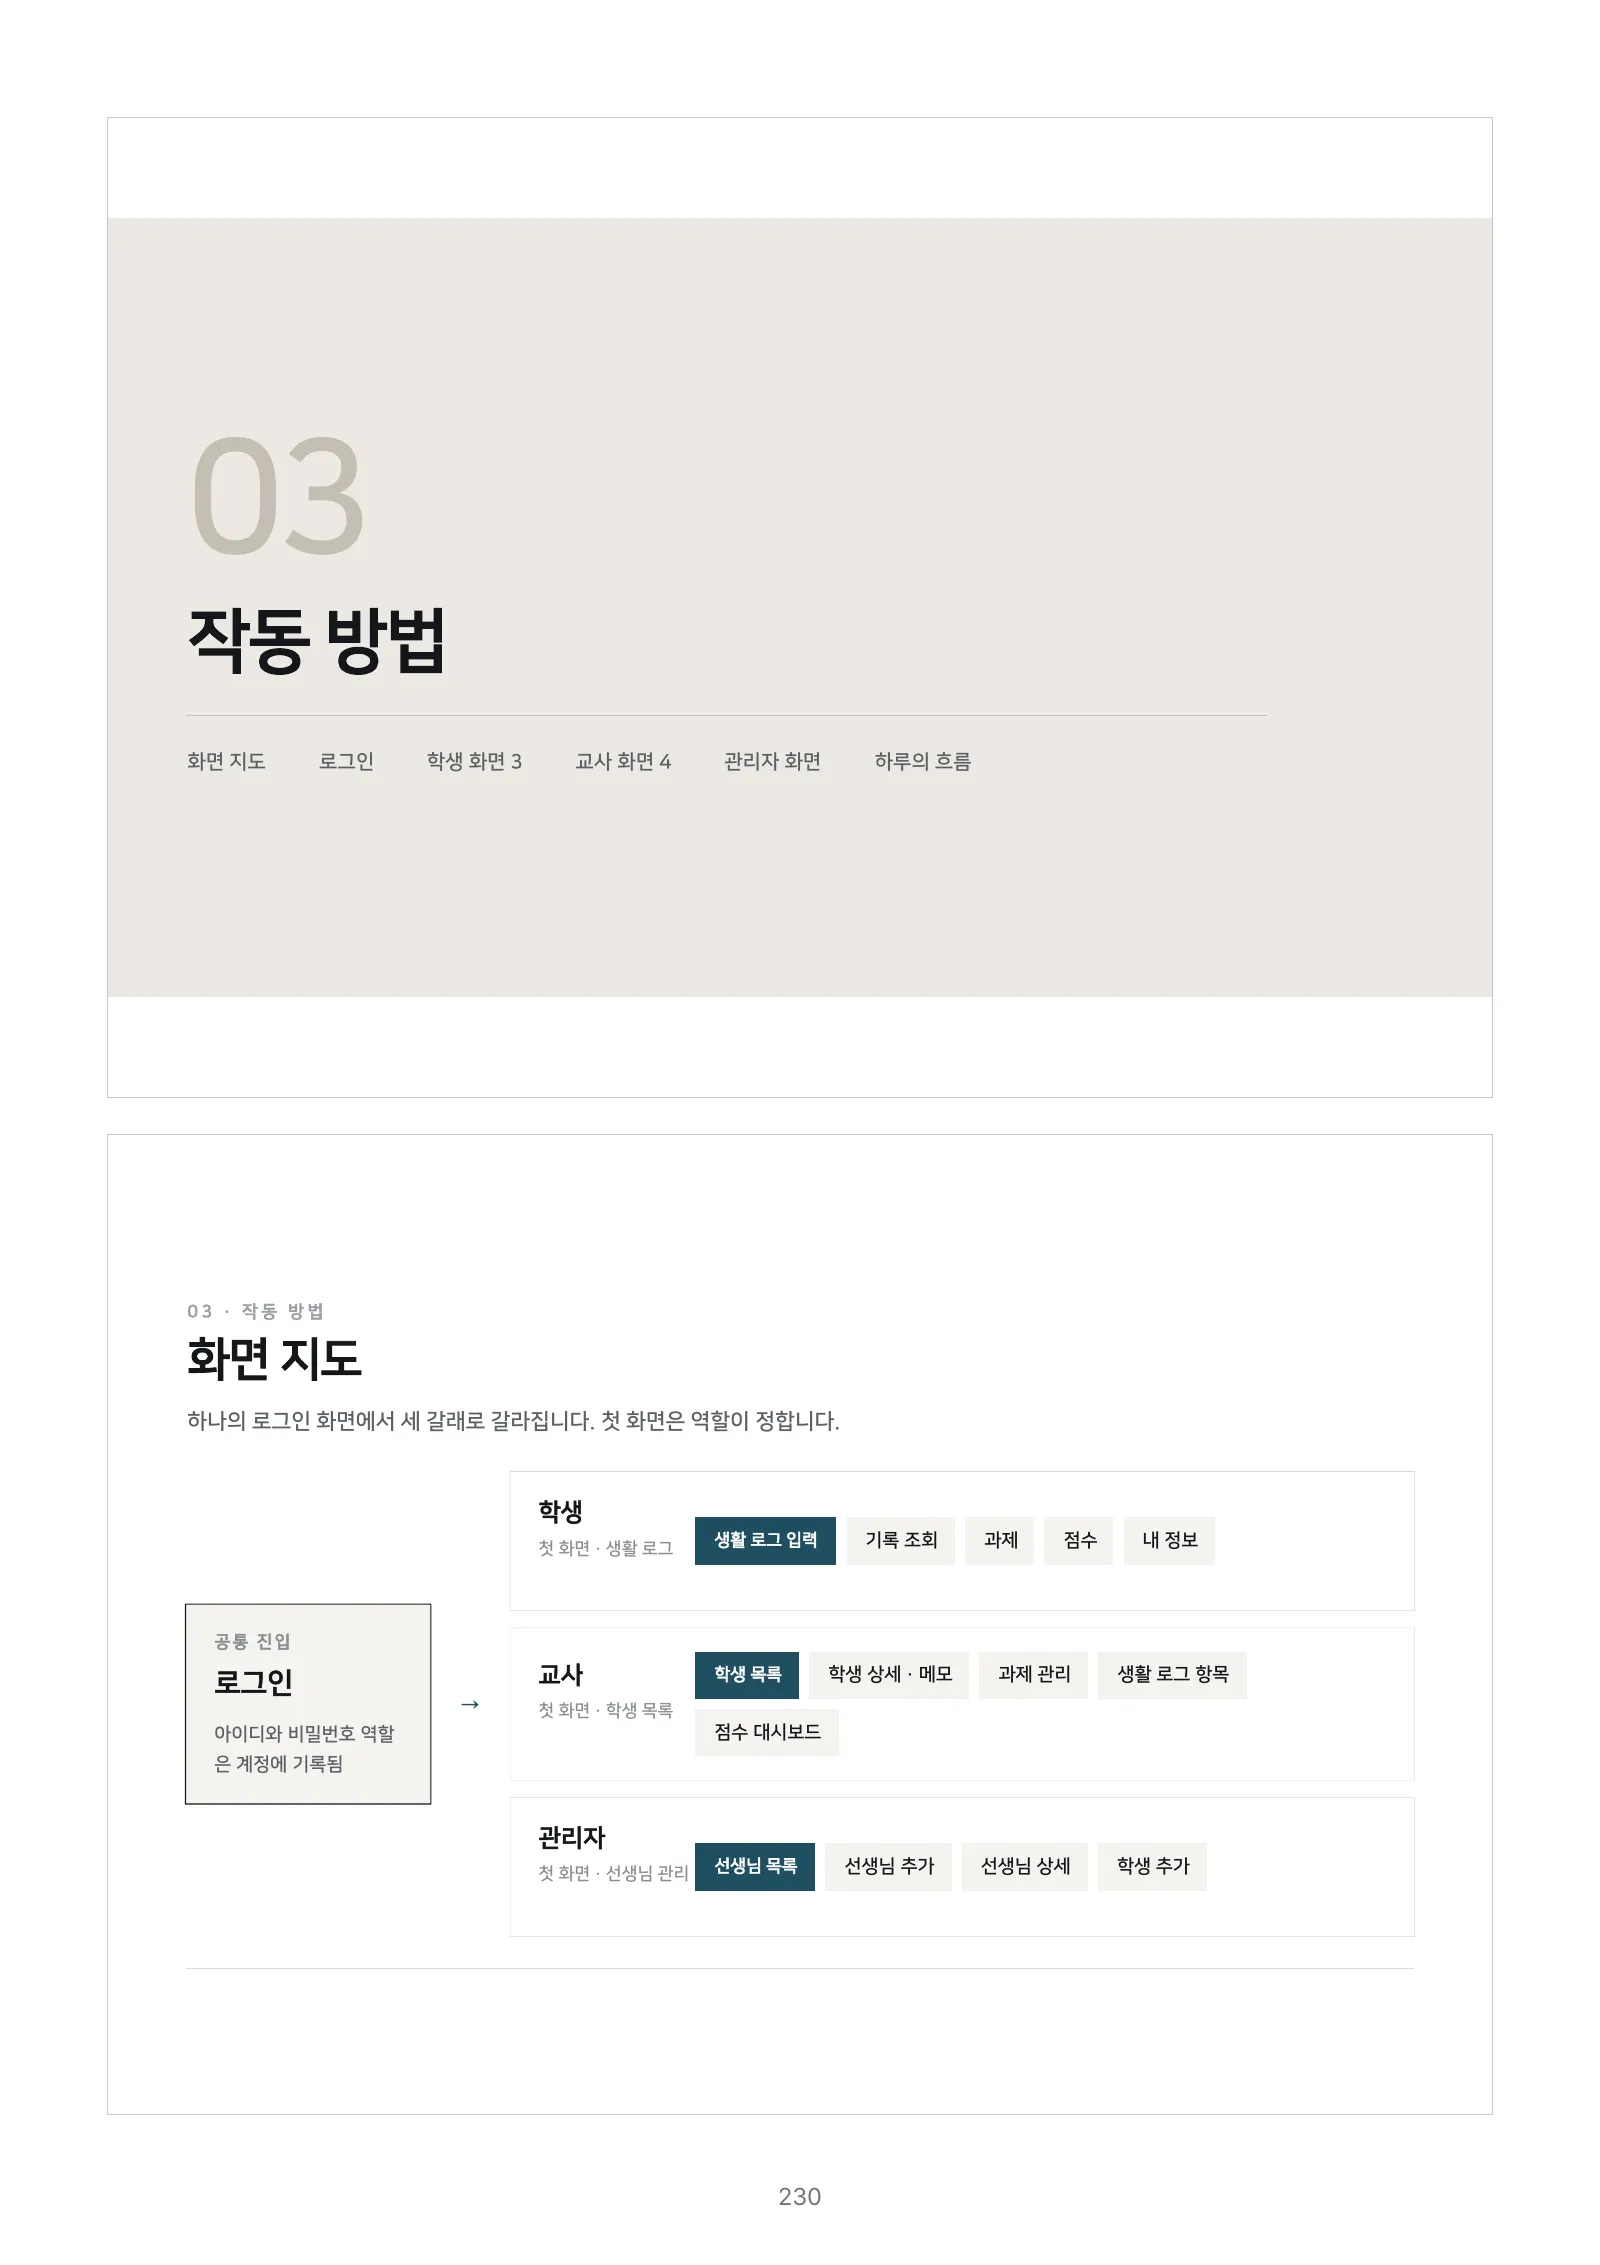 03
작동 방법
화면 지도 로그인 학생 화면 3 교사 화면 4 관리자 화면 하루의 흐름
03 · 작동 방법
화면 지도
하나의 로그인 화면에서 세 갈래로 갈라집니다. 첫 화면은 역할이 정합니다.
공통 진입
로그인
아이디와 비밀번호 역할
은 계정에 기록됨
→
학생
첫 화면 · 생활 로그
생활 로그 입력 기록 조회 과제 점수 내 정보
교사
첫 화면 · 학생 목록
학생 목록 학생 상세 · 메모 과제 관리 생활 로그 항목
점수 대시보드
관리자
첫 화면 · 선생님 관리
선생님 목록 선생님 추가 선생님 상세 학생 추가
230